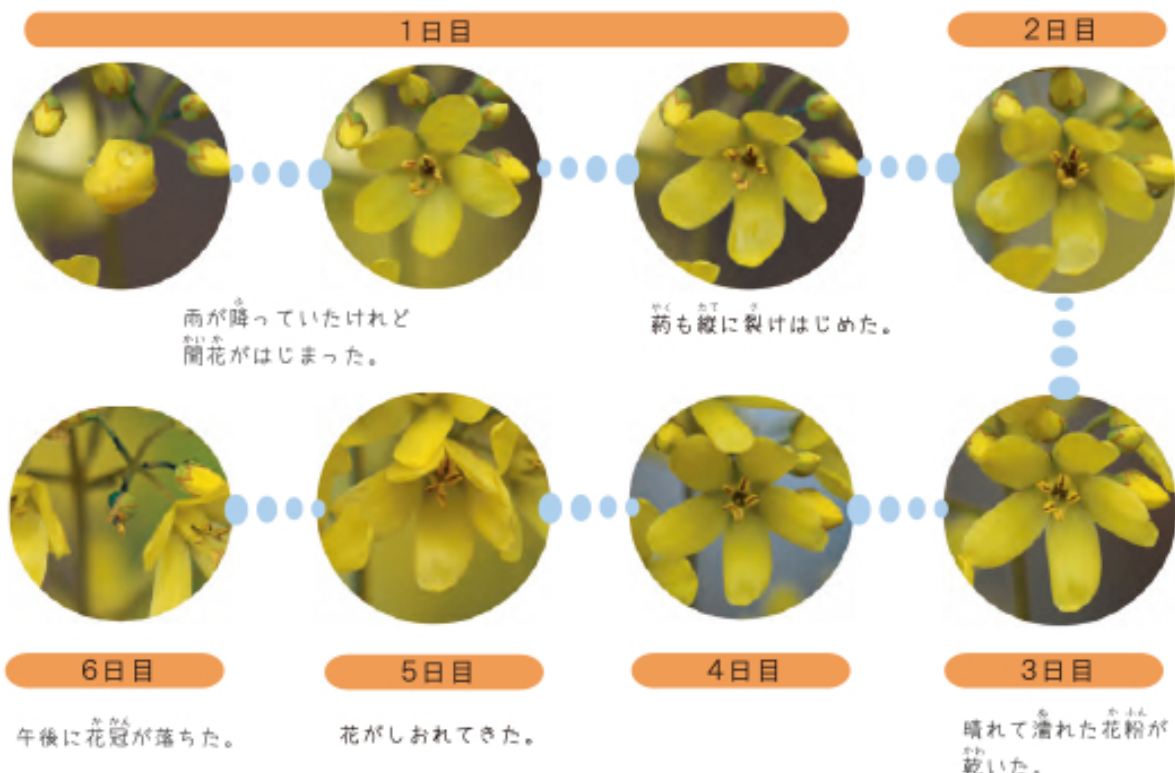 1日目
2日目
雨が降っていたけれど
開花がはじまった。
葯も縦に裂けはじめた。
3日目
晴れて濡れた花粉が
乾いた。
4日目
5日目
花がしおれてきた。
6日目
午後に花冠が落ちた。